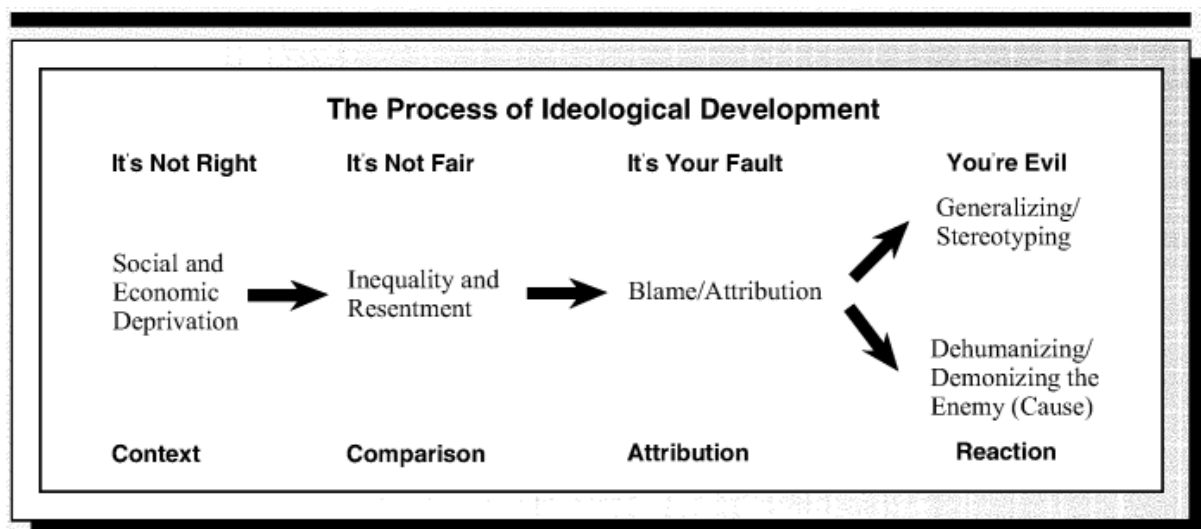 The Process of Ideological Development
It's Not Right
It's Not Fair
It's Your Fault
You're Evil
Social and
Economic
Deprivation
Inequality and
Resentment
Blame/Attribution
Generalizing/
Stereotyping
Dehumanizing/
Demonizing the
Enemy (Cause)
Context
Comparison
Attribution
Reaction